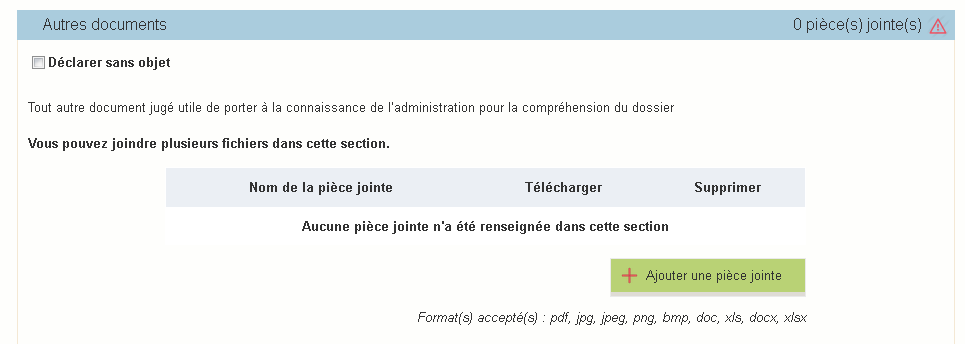 Autres documents 0 pièce(s) jointe(s)
Déclarer sans objet
Tout autre document jugé utile de porter à la connaissance de l'administration pour la compréhension du dossier
Vous pouvez joindre plusieurs fichiers dans cette section.
Nom de la pièce jointe Télécharger Supprimer
Aucune pièce jointe n'a été renseignée dans cette section
Ajouter une pièce jointe
Format(s) accepté(s) : pdf, jpg, jpeg, png, bmp, doc, xls, docx, xlsx